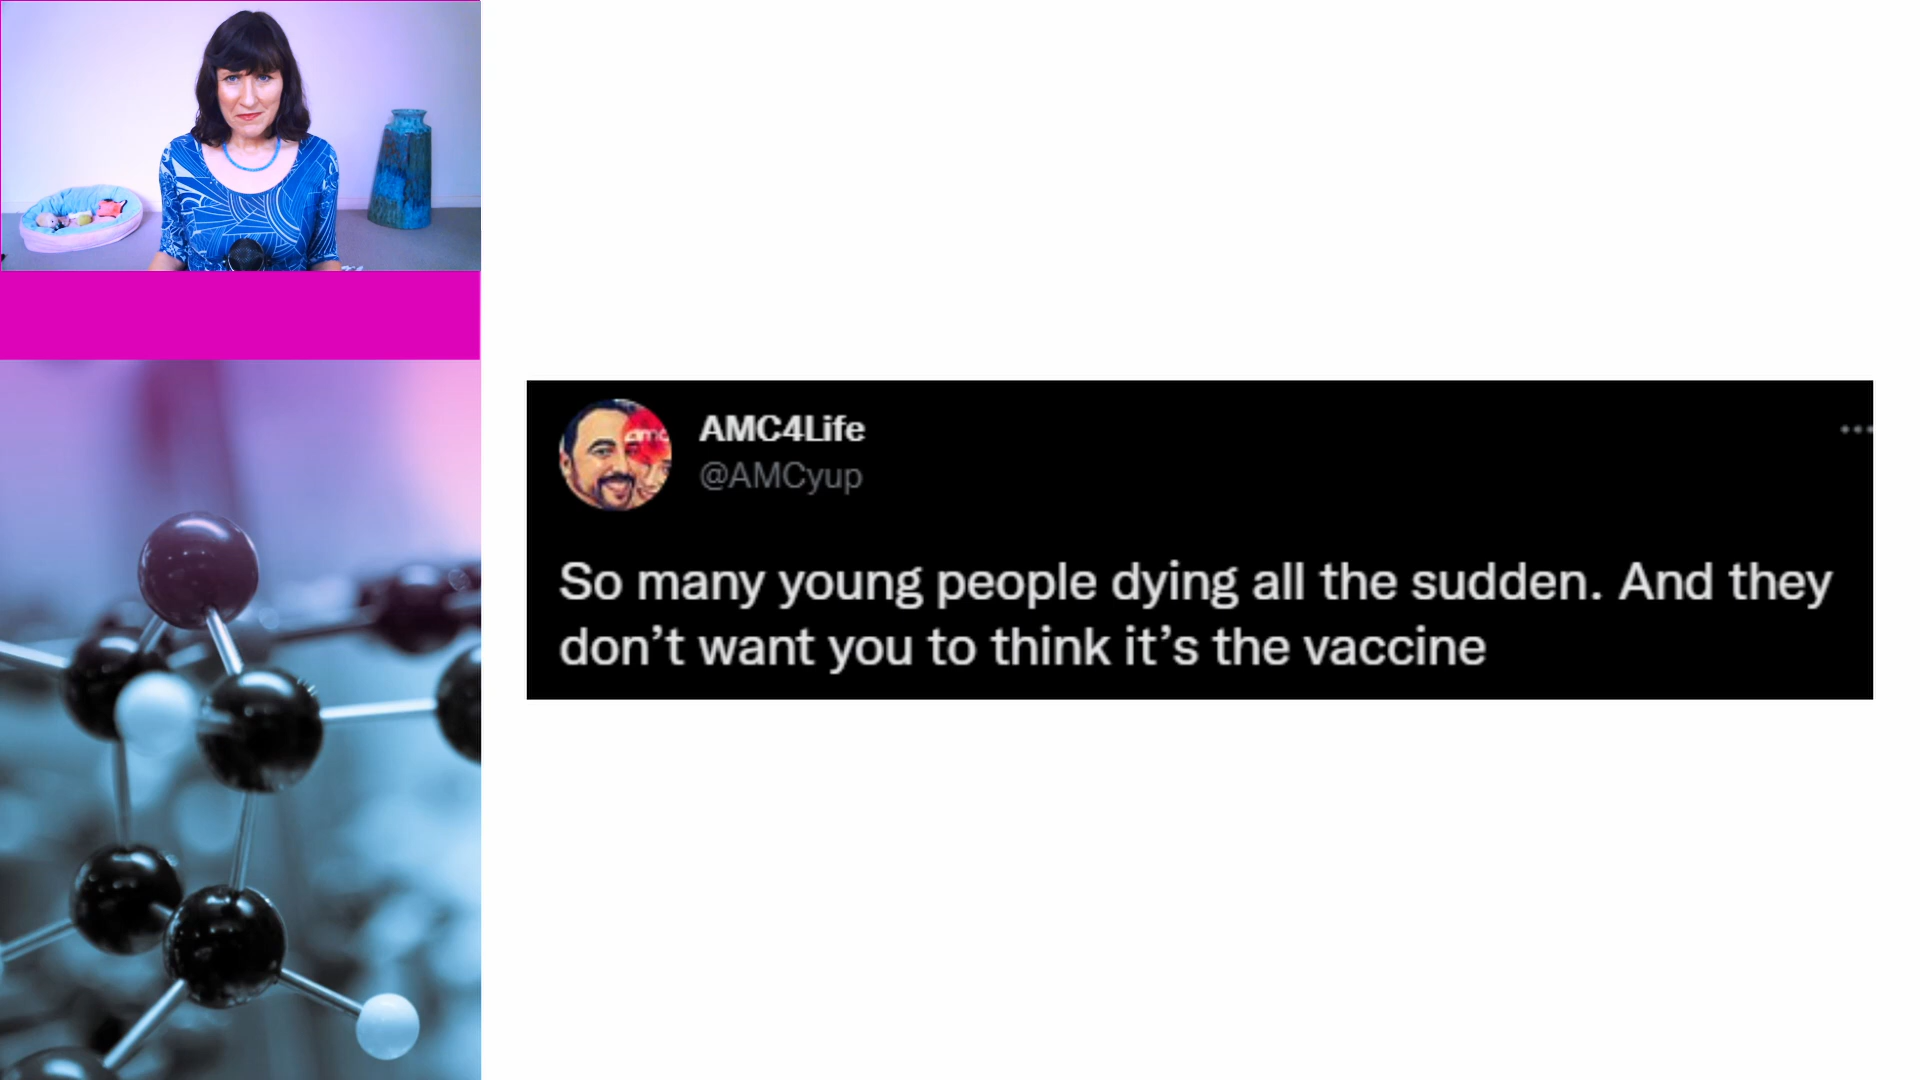 AMC4Life
@AMCyup
So many young people dying all the sudden. And they
don’t want you to think it’s the vaccine
amc